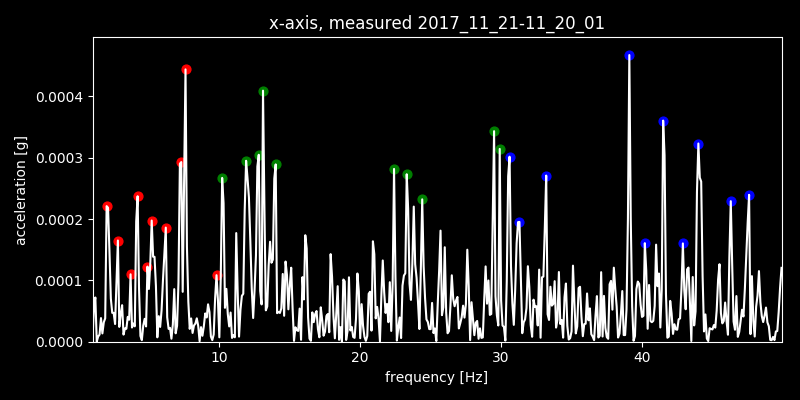 x-axis, measured 2017_11_21-11_20_01
acceleration [g]
0.0004
0.0003
0.0002
0.0001
0.0000
10 20 30 40
frequency [Hz]